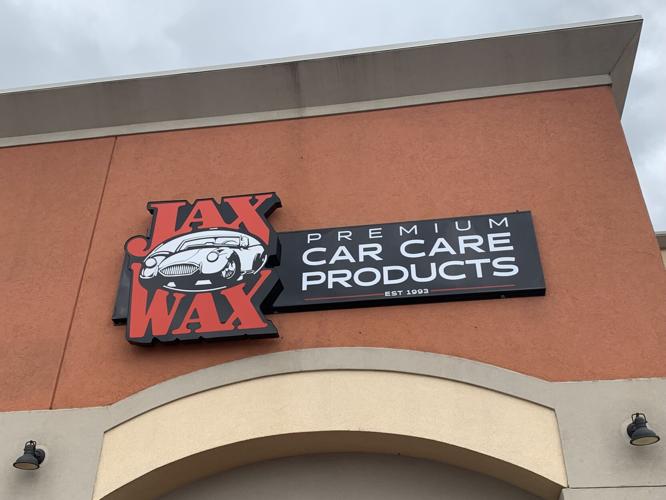 JAX
WAX
PREMIUM
CAR CARE
PRODUCTS
EST 1993